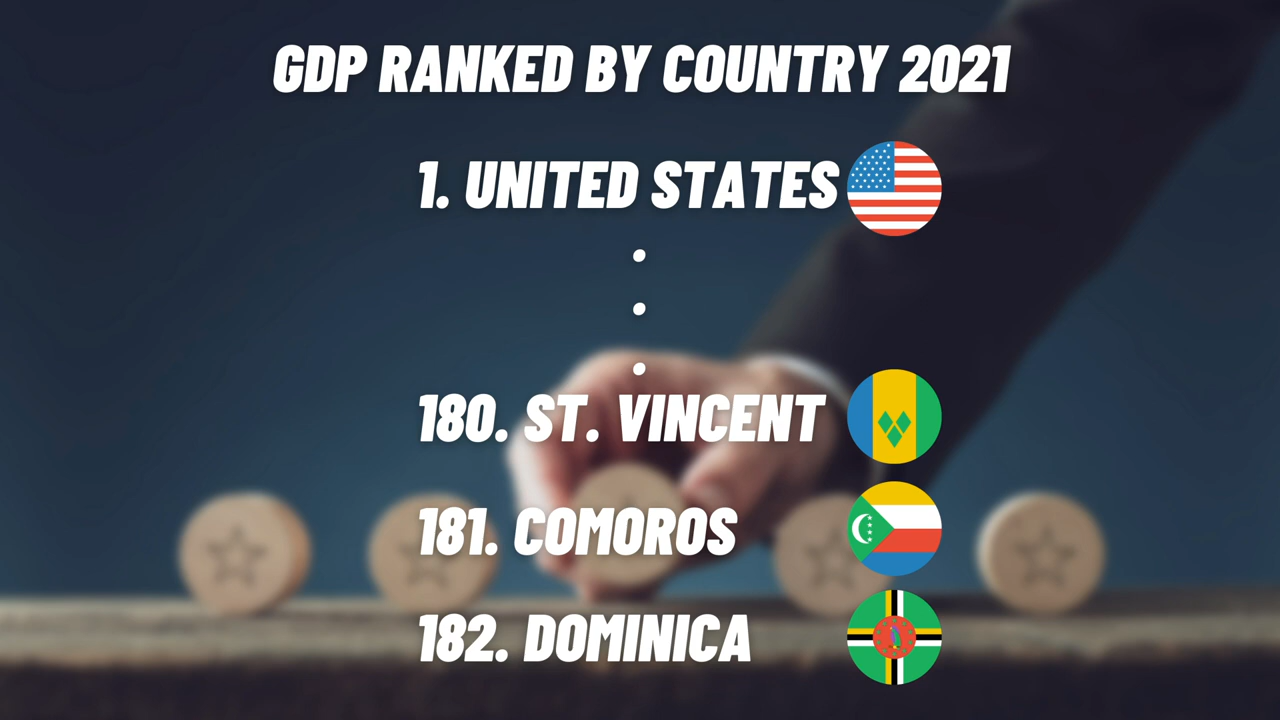 GDP RANKED BY COUNTRY 2021
1. UNITED STATES
.
.
.
180. ST. VINCENT
181. COMOROS
182. DOMINICA